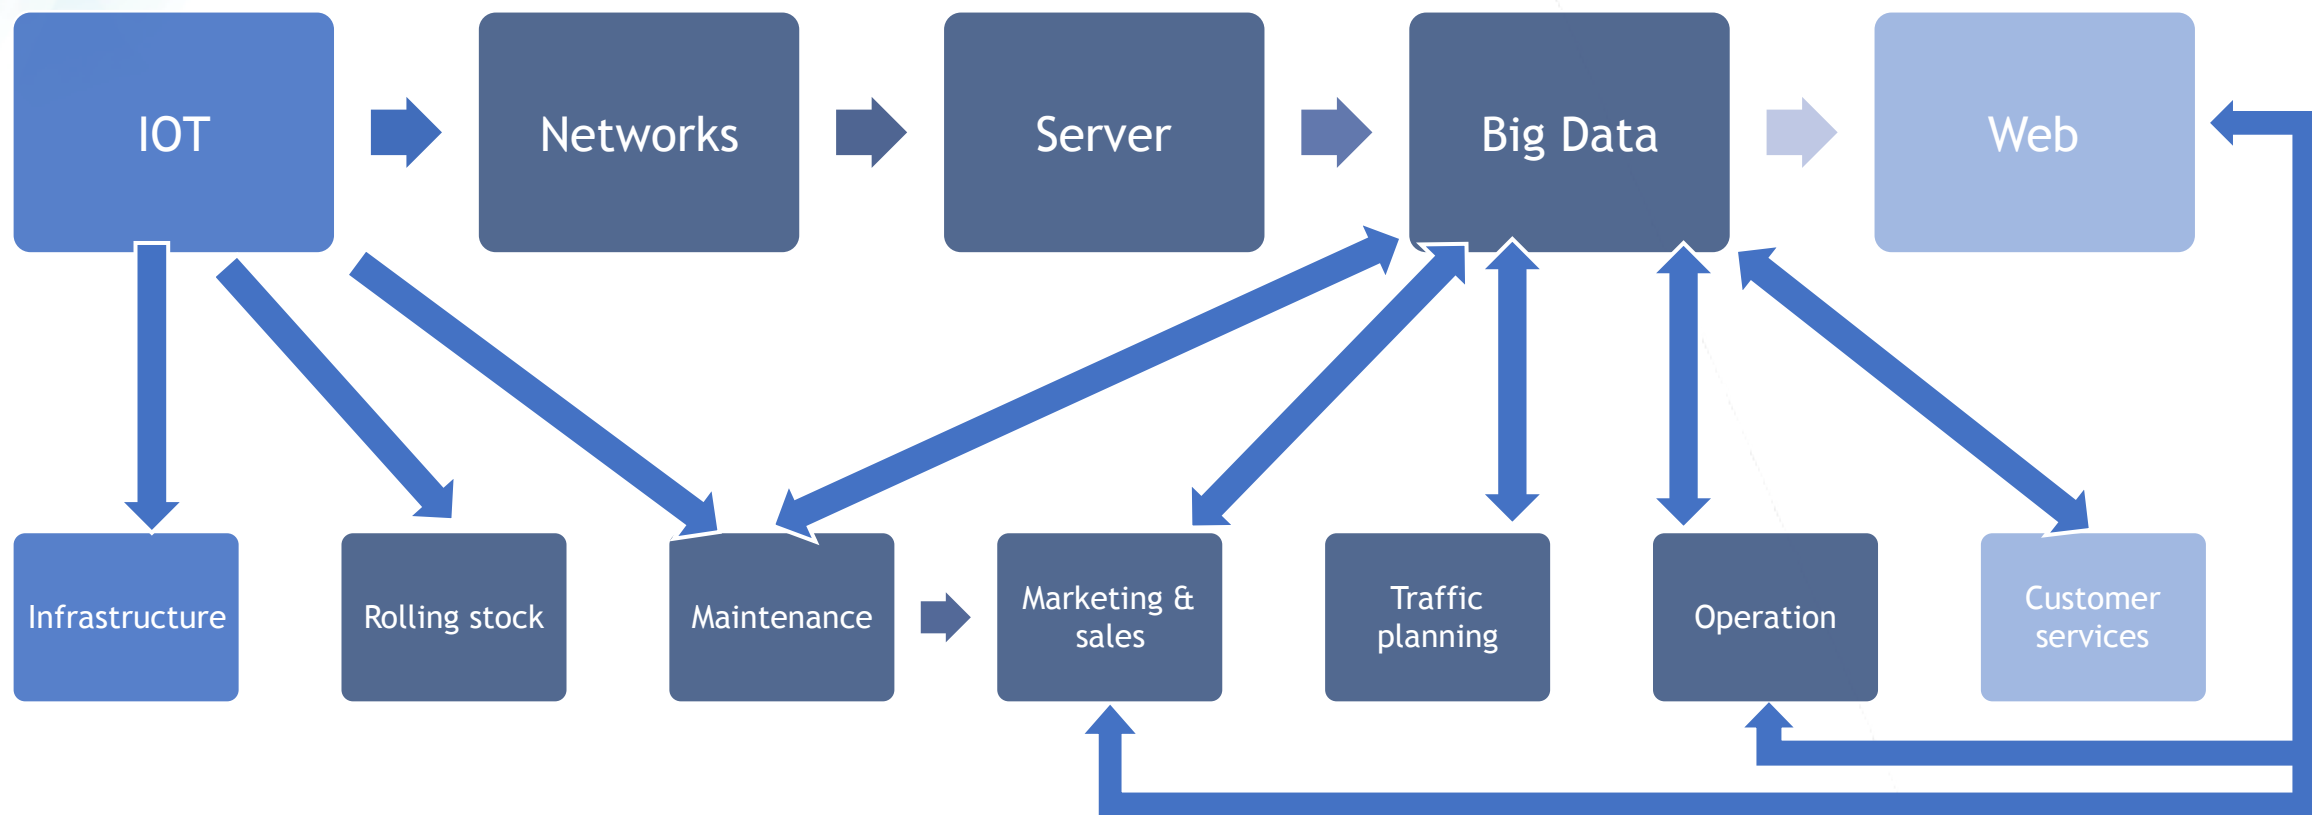 IOT
Networks
Server
Big Data
Web
Infrastructure
Rolling stock
Maintenance
Marketing &
sales
Traffic
planning
Operation
Customer
services